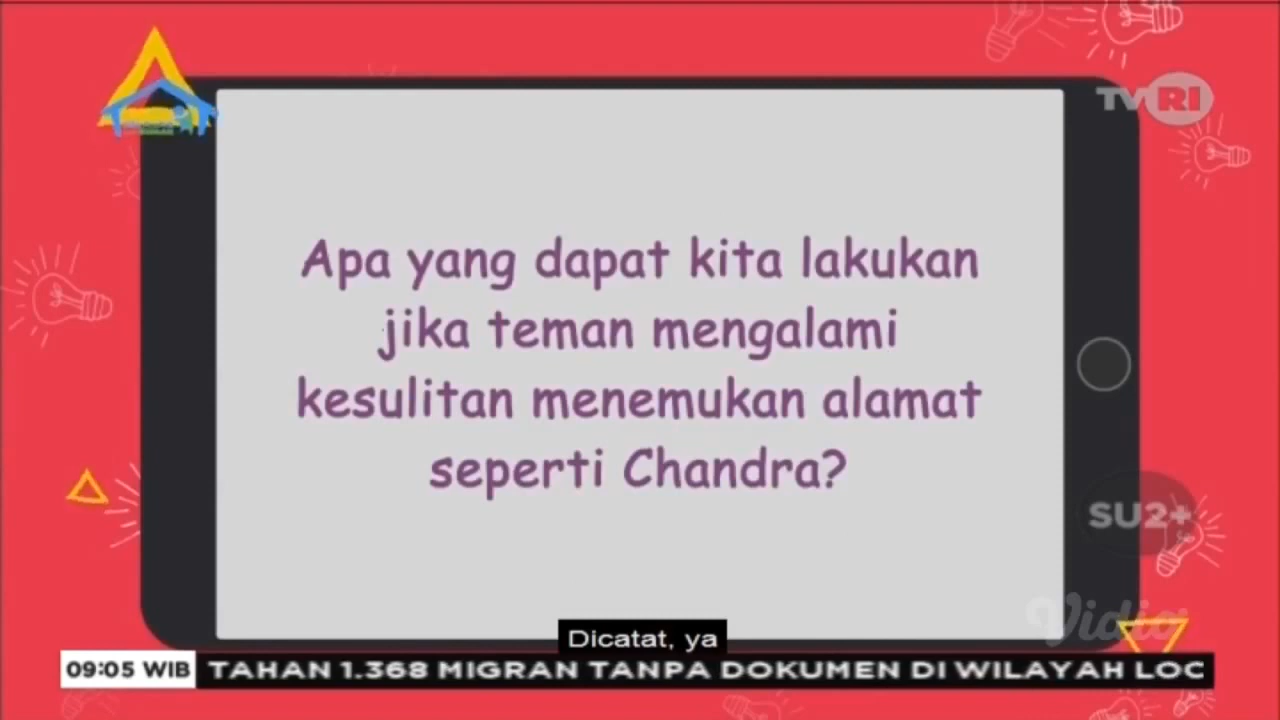 TVRI
Apa yang dapat kita lakukan
jika teman mengalami
kesulitan menemukan alamat
seperti Chandra?
SU2+
Vidio
Dicatat, ya
09:05 WIB TAHAN 1.368 MIGRAN TANPA DOKUMEN DI WILAYAH LOC